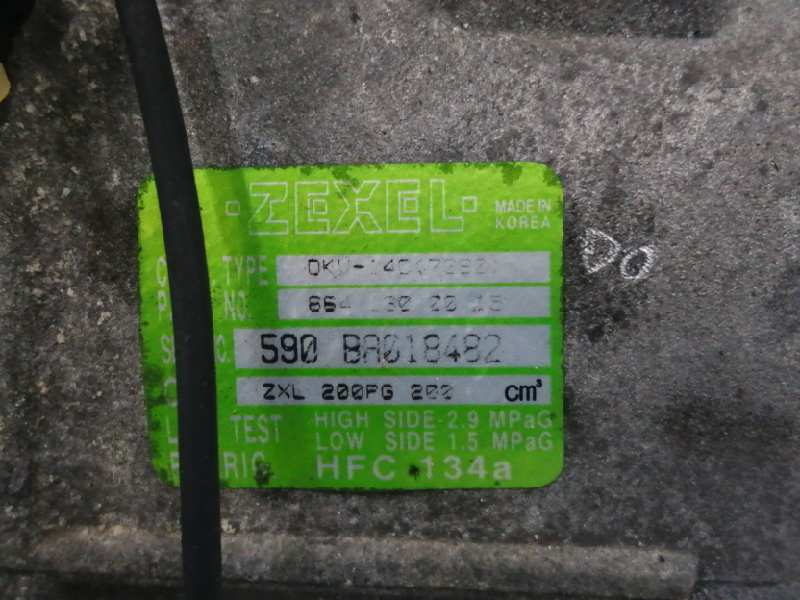 ZEXEL
MADE IN
KOREA
TYPE
NO.
590 BA018482
ZXL 200PG 200 cm³
TEST HIGH SIDE-2.9 MPaG
LOW SIDE 1.5 MPaG
HFC 134a
DO